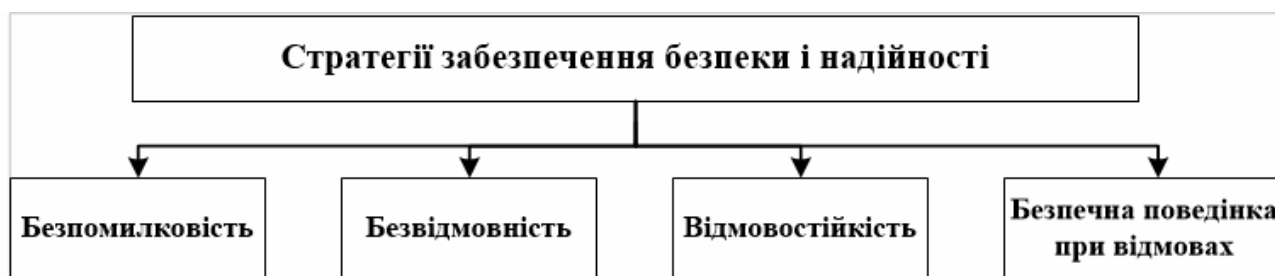 Стратегії забезпечення безпеки і надійності
Безпомилковість
Безвідмовність
Відмовостійкість
Безпечна поведінка
при відмовах